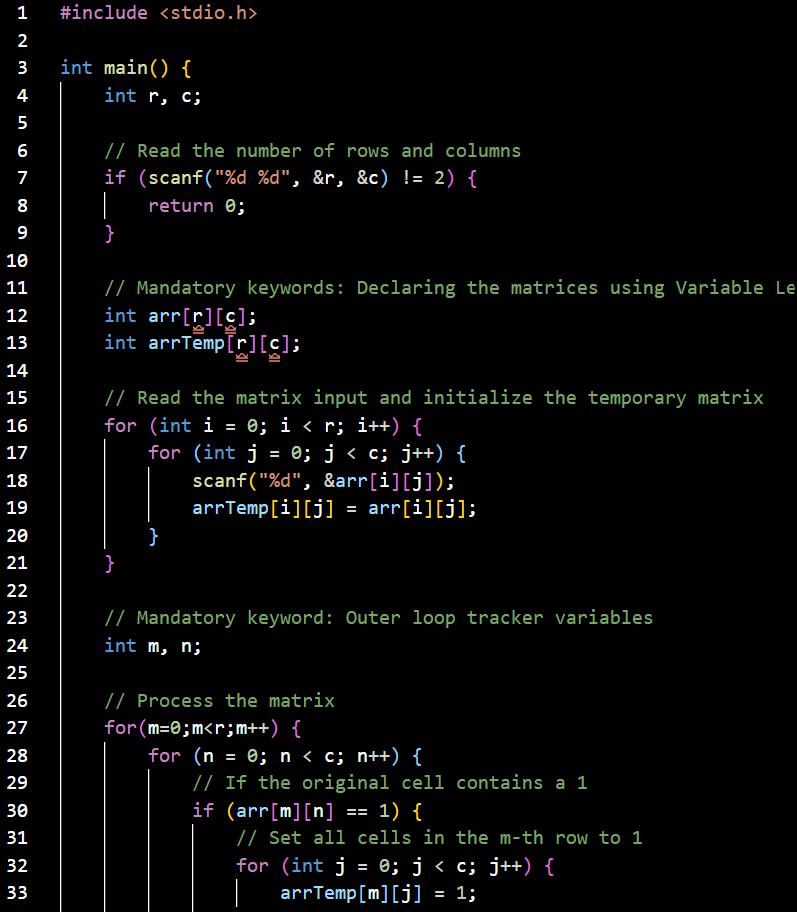 1 #include <stdio.h>
2
3 int main() {
4     int r, c;
5
6     // Read the number of rows and columns
7     if (scanf("%d %d", &r, &c) != 2) {
8         return 0;
9     }
10
11     // Mandatory keywords: Declaring the matrices using Variable Le
12     int arr[r][c];
13     int arrTemp[r][c];
14
15     // Read the matrix input and initialize the temporary matrix
16     for (int i = 0; i < r; i++) {
17         for (int j = 0; j < c; j++) {
18             scanf("%d", &arr[i][j]);
19             arrTemp[i][j] = arr[i][j];
20         }
21     }
22
23     // Mandatory keyword: Outer loop tracker variables
24     int m, n;
25
26     // Process the matrix
27     for(m=0;m<r;m++) {
28         for (n = 0; n < c; n++) {
29             // If the original cell contains a 1
30             if (arr[m][n] == 1) {
31                 // Set all cells in the m-th row to 1
32                 for (int j = 0; j < c; j++) {
33                     arrTemp[m][j] = 1;